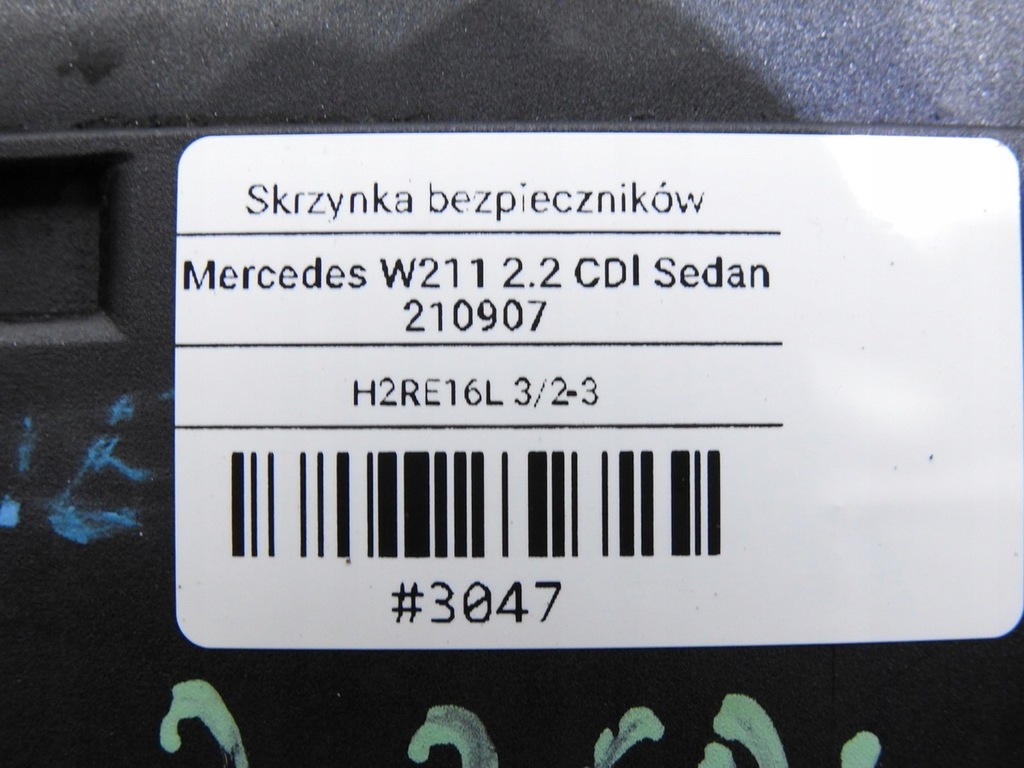 Skrzynka bezpieczników
Mercedes W211 2.2 CDI Sedan
210907
H2RE16L 3/2-3
#3047